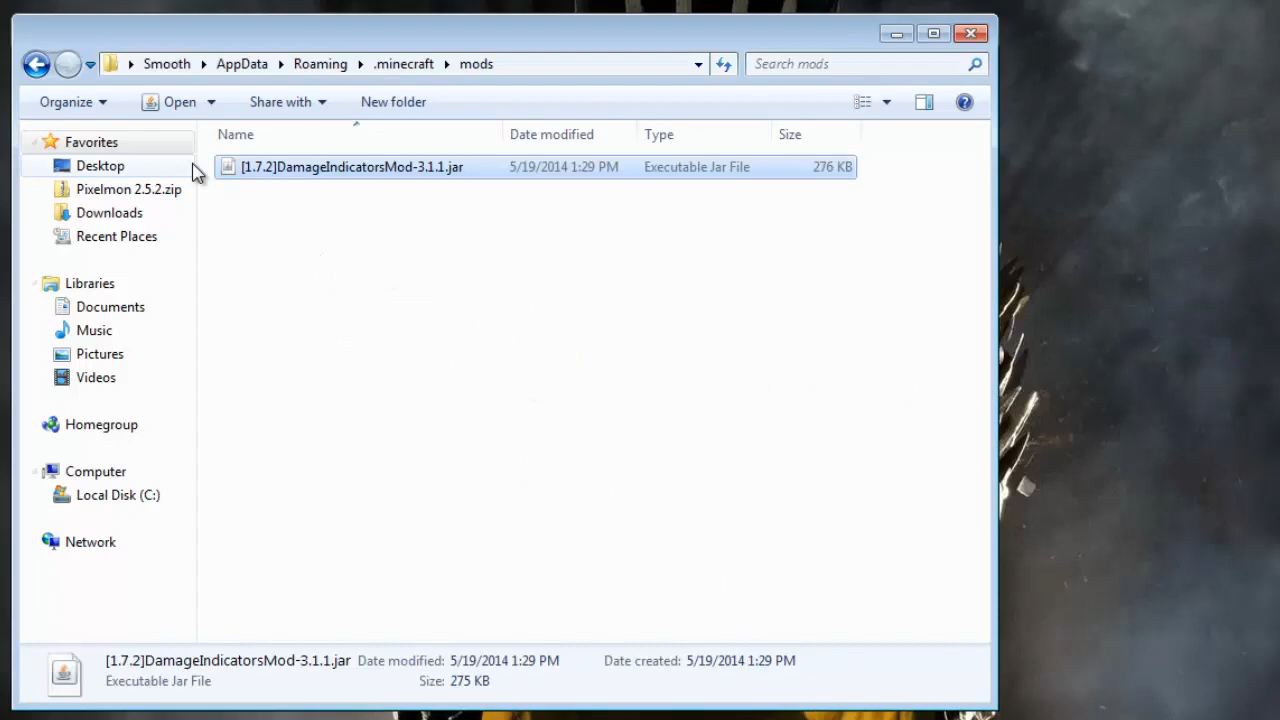 Smooth AppData Roaming .minecraft mods Search mods
Organize Open Share with New folder
Name Date modified Type Size
[1.7.2]DamageIndicatorsMod-3.1.1.jar 5/19/2014 1:29 PM Executable Jar File 276 KB
Favorites
Desktop
Pixelmon 2.5.2.zip
Downloads
Recent Places
Libraries
Documents
Music
Pictures
Videos
Homegroup
Computer
Local Disk (C:)
Network
[1.7.2]DamageIndicatorsMod-3.1.1.jar Date modified: 5/19/2014 1:29 PM Date created: 5/19/2014 1:29 PM
Executable Jar File Size: 275 KB